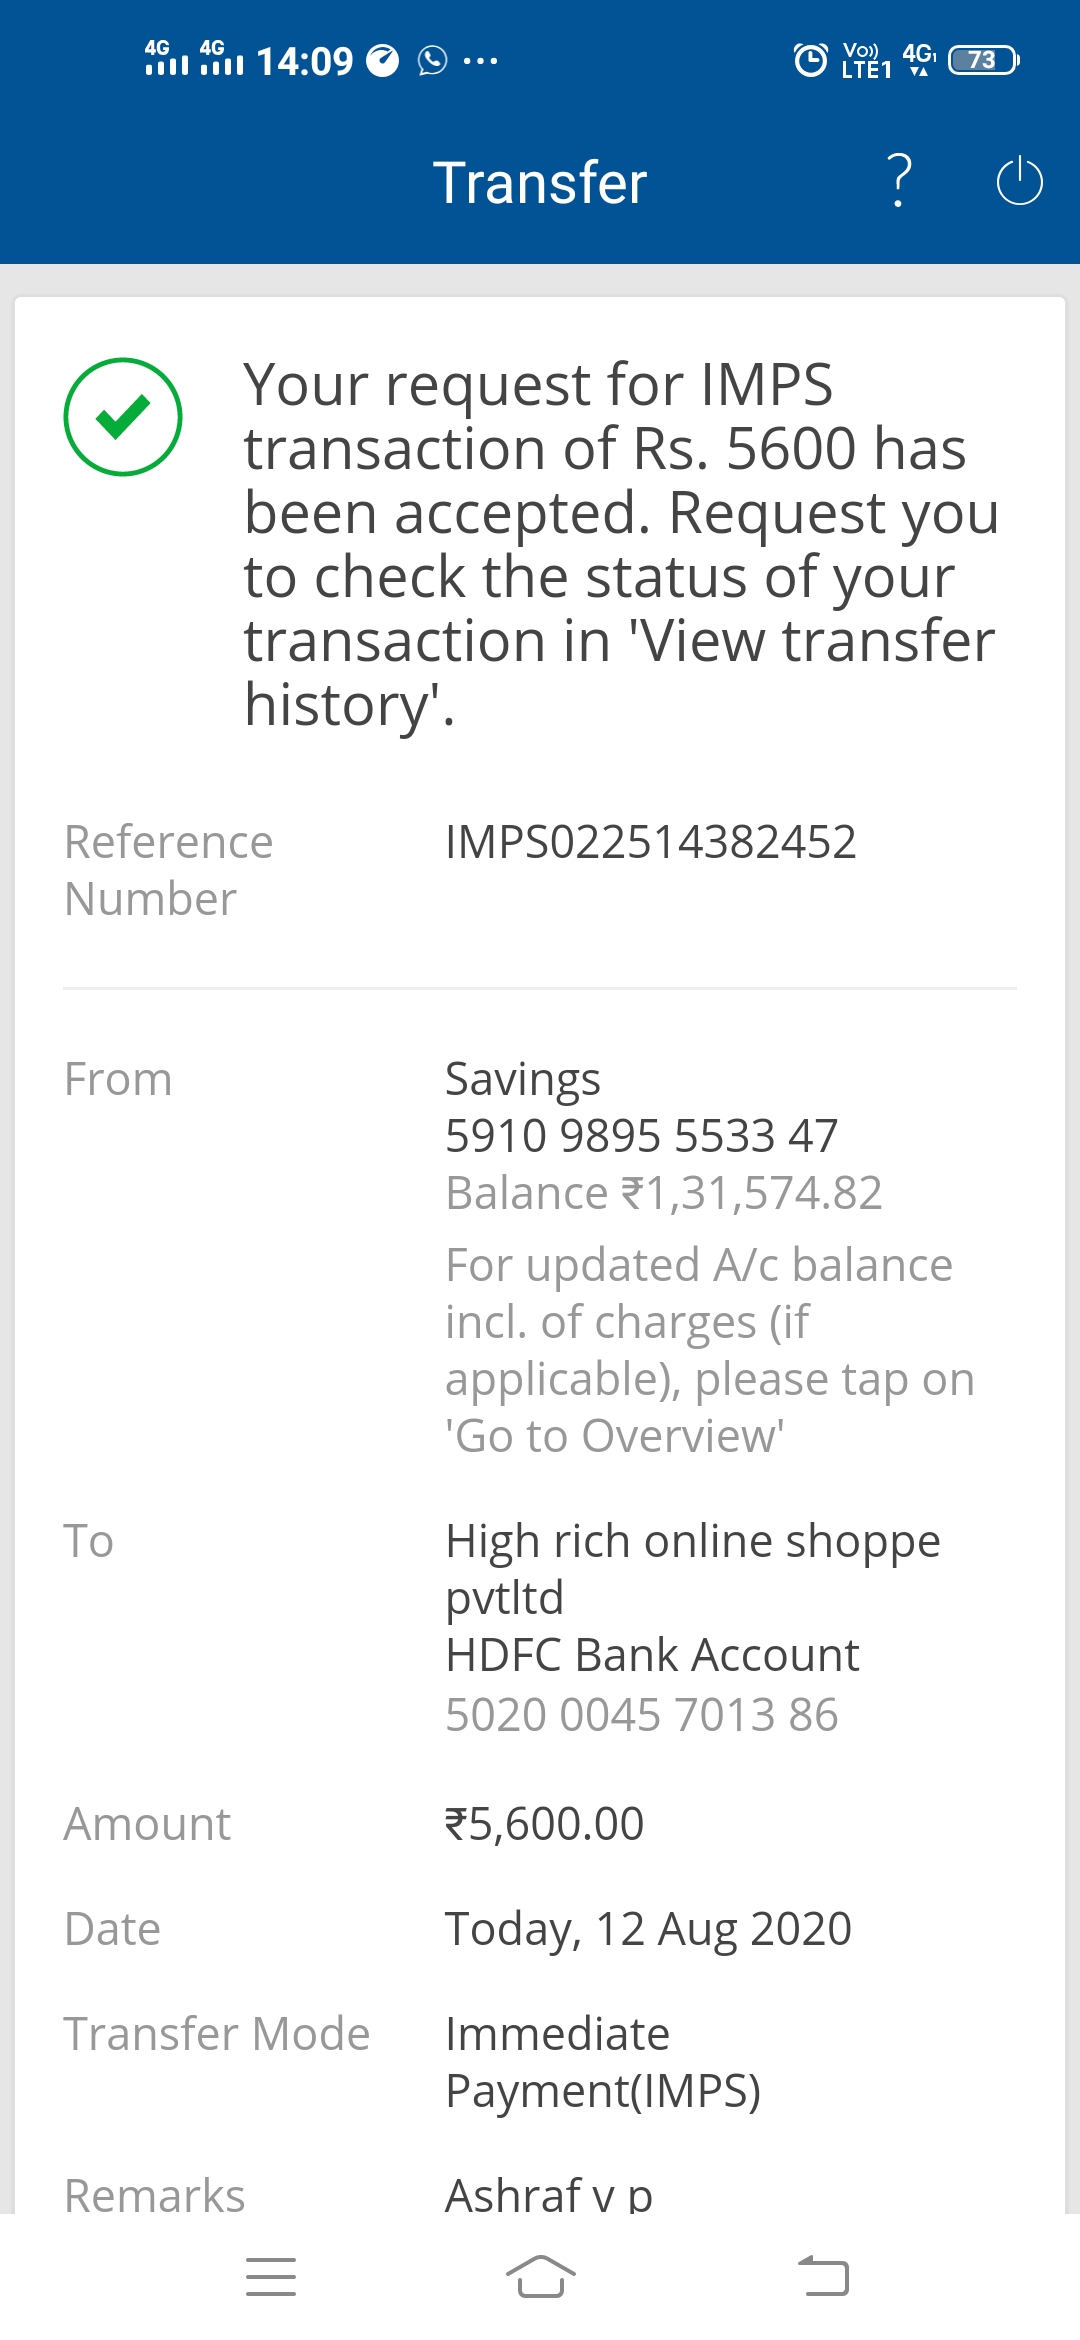 4G 4G 14:09 ... Vo)) LTE1 4G1 73
Transfer ?
Your request for IMPS
transaction of Rs. 5600 has
been accepted. Request you
to check the status of your
transaction in 'View transfer
history'.
Reference IMPS022514382452
Number
From Savings
5910 9895 5533 47
Balance ₹1,31,574.82
For updated A/c balance
incl. of charges (if
applicable), please tap on
'Go to Overview'
To High rich online shoppe
pvtltd
HDFC Bank Account
5020 0045 7013 86
Amount ₹5,600.00
Date Today, 12 Aug 2020
Transfer Mode Immediate
Payment(IMPS)
Remarks Ashraf v p